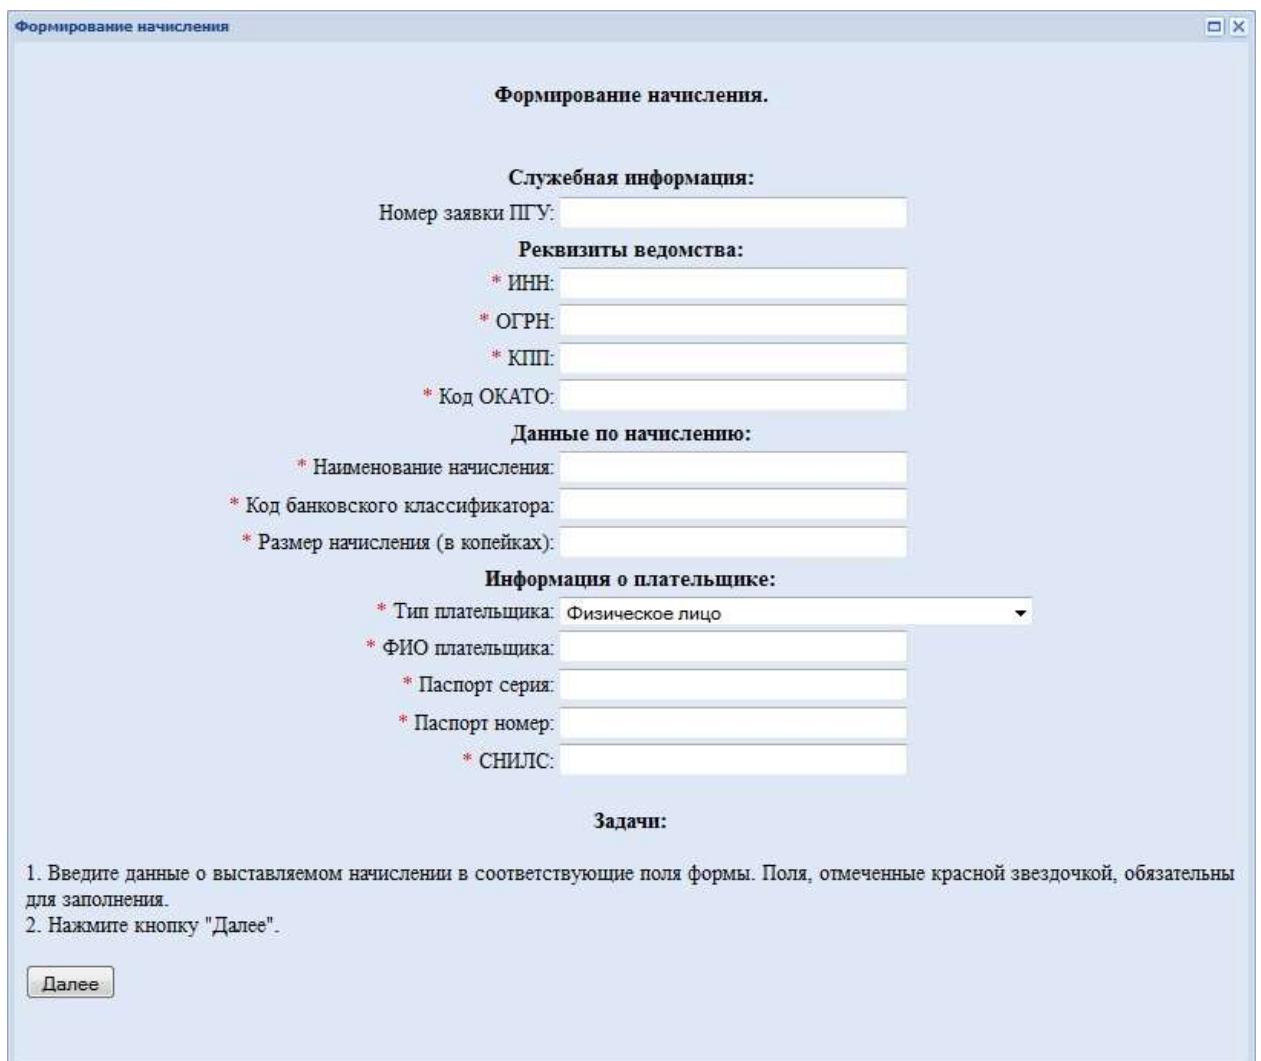 Формирование начисления
Формирование начисления.
Служебная информация:
Номер заявки ПГУ:
Реквизиты ведомства:
* ИНН:
* ОГРН:
* КПП:
* Код ОКАТО:
Данные по начислению:
* Наименование начисления:
* Код банковского классификатора:
* Размер начисления (в копейках):
Информация о плательщике:
* Тип плательщика: Физическое лицо
* ФИО плательщика:
* Паспорт серия:
* Паспорт номер:
* СНИЛС:
Задачи:
1. Введите данные о выставляемом начислении в соответствующие поля формы. Поля, отмеченные красной звездочкой, обязательны
для заполнения.
2. Нажмите кнопку "Далее".
Далее